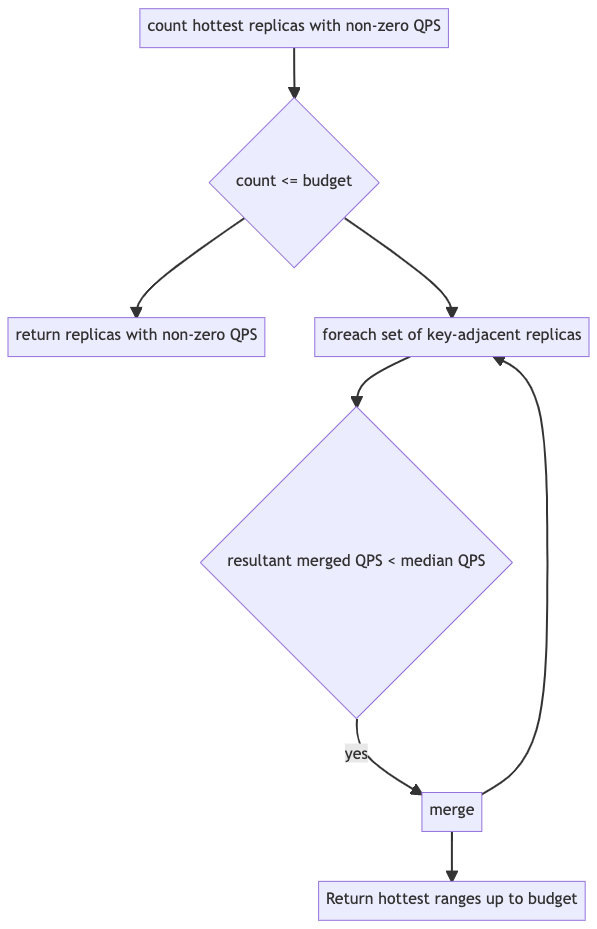 count hottest replicas with non-zero QPS
count <= budget
return replicas with non-zero QPS
foreach set of key-adjacent replicas
resultant merged QPS < median QPS
yes
merge
Return hottest ranges up to budget